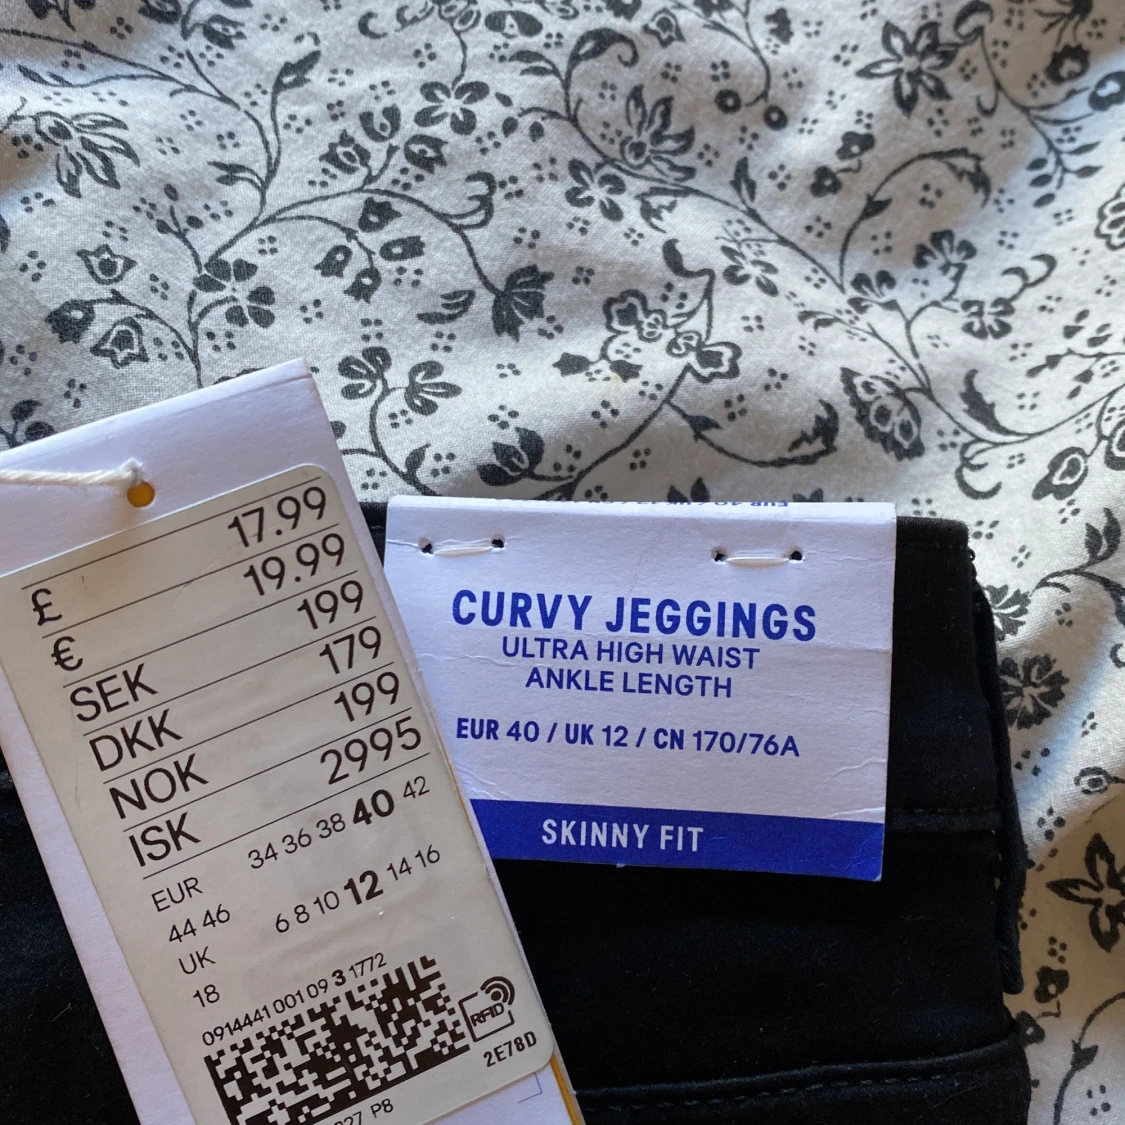 £ 17.99
€ 19.99
SEK 199
DKK 179
NOK 199
ISK 2995
EUR 34 36 38 40 42
44 46
UK 6 8 10 12 14 16
18
0914441 001 09 3 1772
RFID
2E78D
P8
CURVY JEGGINGS
ULTRA HIGH WAIST
ANKLE LENGTH
EUR 40 / UK 12 / CN 170/76A
SKINNY FIT